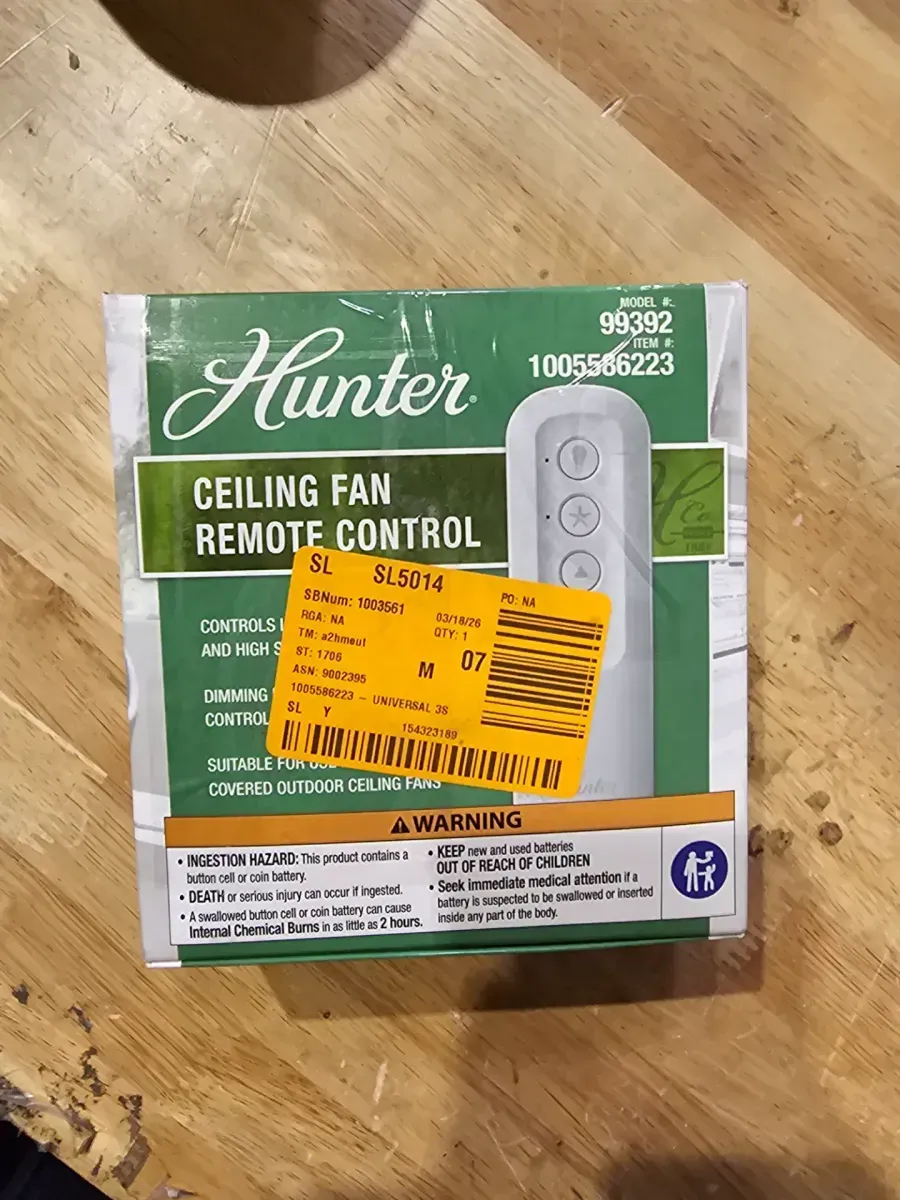 MODEL #:
99392
ITEM #:
1005586223
Hunter®
CEILING FAN
REMOTE CONTROL
CONTROLS
AND HIGH
DIMMING
CONTROL
SUITABLE FOR
COVERED OUTDOOR CEILING FANS
SL SL5014
SBNum: 1003561
RGA: NA
TM: a2hmeut
ST: 1706
ASN: 9002395
1005586223 - UNIVERSAL 3S
SL Y
03/18/26
QTY: 1
M 07
PO: NA
154323189
Hunter
WARNING
• INGESTION HAZARD: This product contains a
button cell or coin battery.
• DEATH or serious injury can occur if ingested.
• A swallowed button cell or coin battery can cause
Internal Chemical Burns in as little as 2 hours.
• KEEP new and used batteries
OUT OF REACH OF CHILDREN
• Seek immediate medical attention if a
battery is suspected to be swallowed or inserted
inside any part of the body.